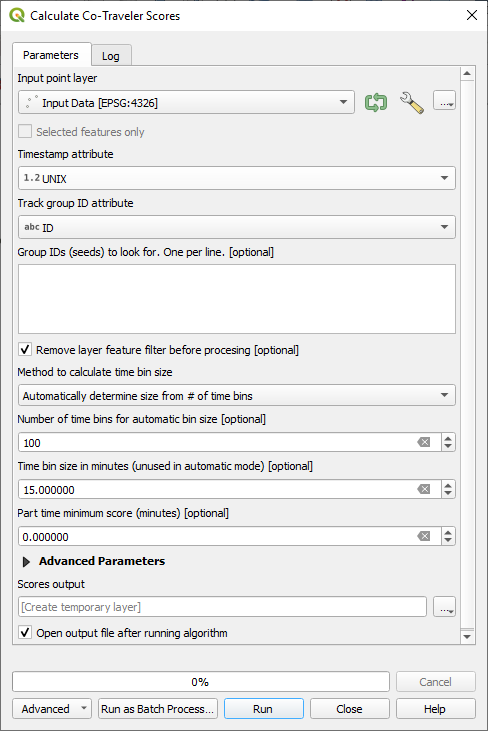 Calculate Co-Traveler Scores
Parameters
Log
Input point layer
Input Data [EPSG:4326]
...
Selected features only
Timestamp attribute
1.2 UNIX
Track group ID attribute
abc ID
Group IDs (seeds) to look for. One per line. [optional]
Remove layer feature filter before procesing [optional]
Method to calculate time bin size
Automatically determine size from # of time bins
Number of time bins for automatic bin size [optional]
100
Time bin size in minutes (unused in automatic mode) [optional]
15.000000
Part time minimum score (minutes) [optional]
0.000000
Advanced Parameters
Scores output
[Create temporary layer]
...
Open output file after running algorithm
0%
Cancel
Advanced
Run as Batch Process...
Run
Close
Help